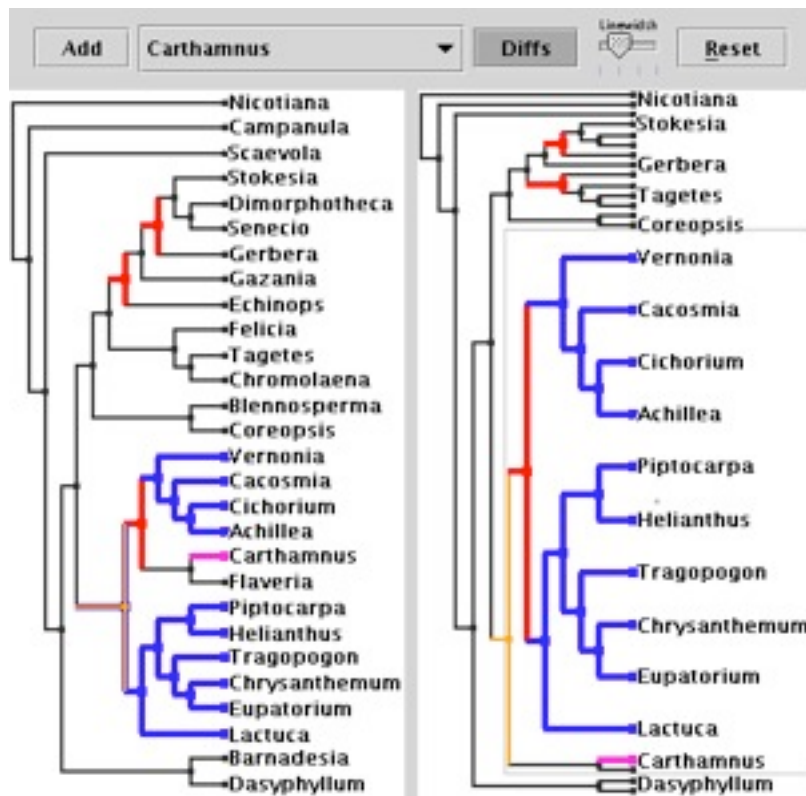 Add
Carthamnus
Diffs
Linewidth
Reset
Nicotiana
Campanula
Scaevola
Stokesia
Dimorphotheca
Senecio
Gerbera
Gazania
Echinops
Felicia
Tagetes
Chromolaena
Blennosperma
Coreopsis
Vernonia
Cacosmia
Cichorium
Achillea
Carthamnus
Flaveria
Piptocarpa
Helianthus
Tragopogon
Chrysanthemum
Eupatorium
Lactuca
Barnadesia
Dasyphyllum
Nicotiana
Stokesia
Gerbera
Tagetes
Coreopsis
Vernonia
Cacosmia
Cichorium
Achillea
Piptocarpa
Helianthus
Tragopogon
Chrysanthemum
Eupatorium
Lactuca
Carthamnus
Dasyphyllum